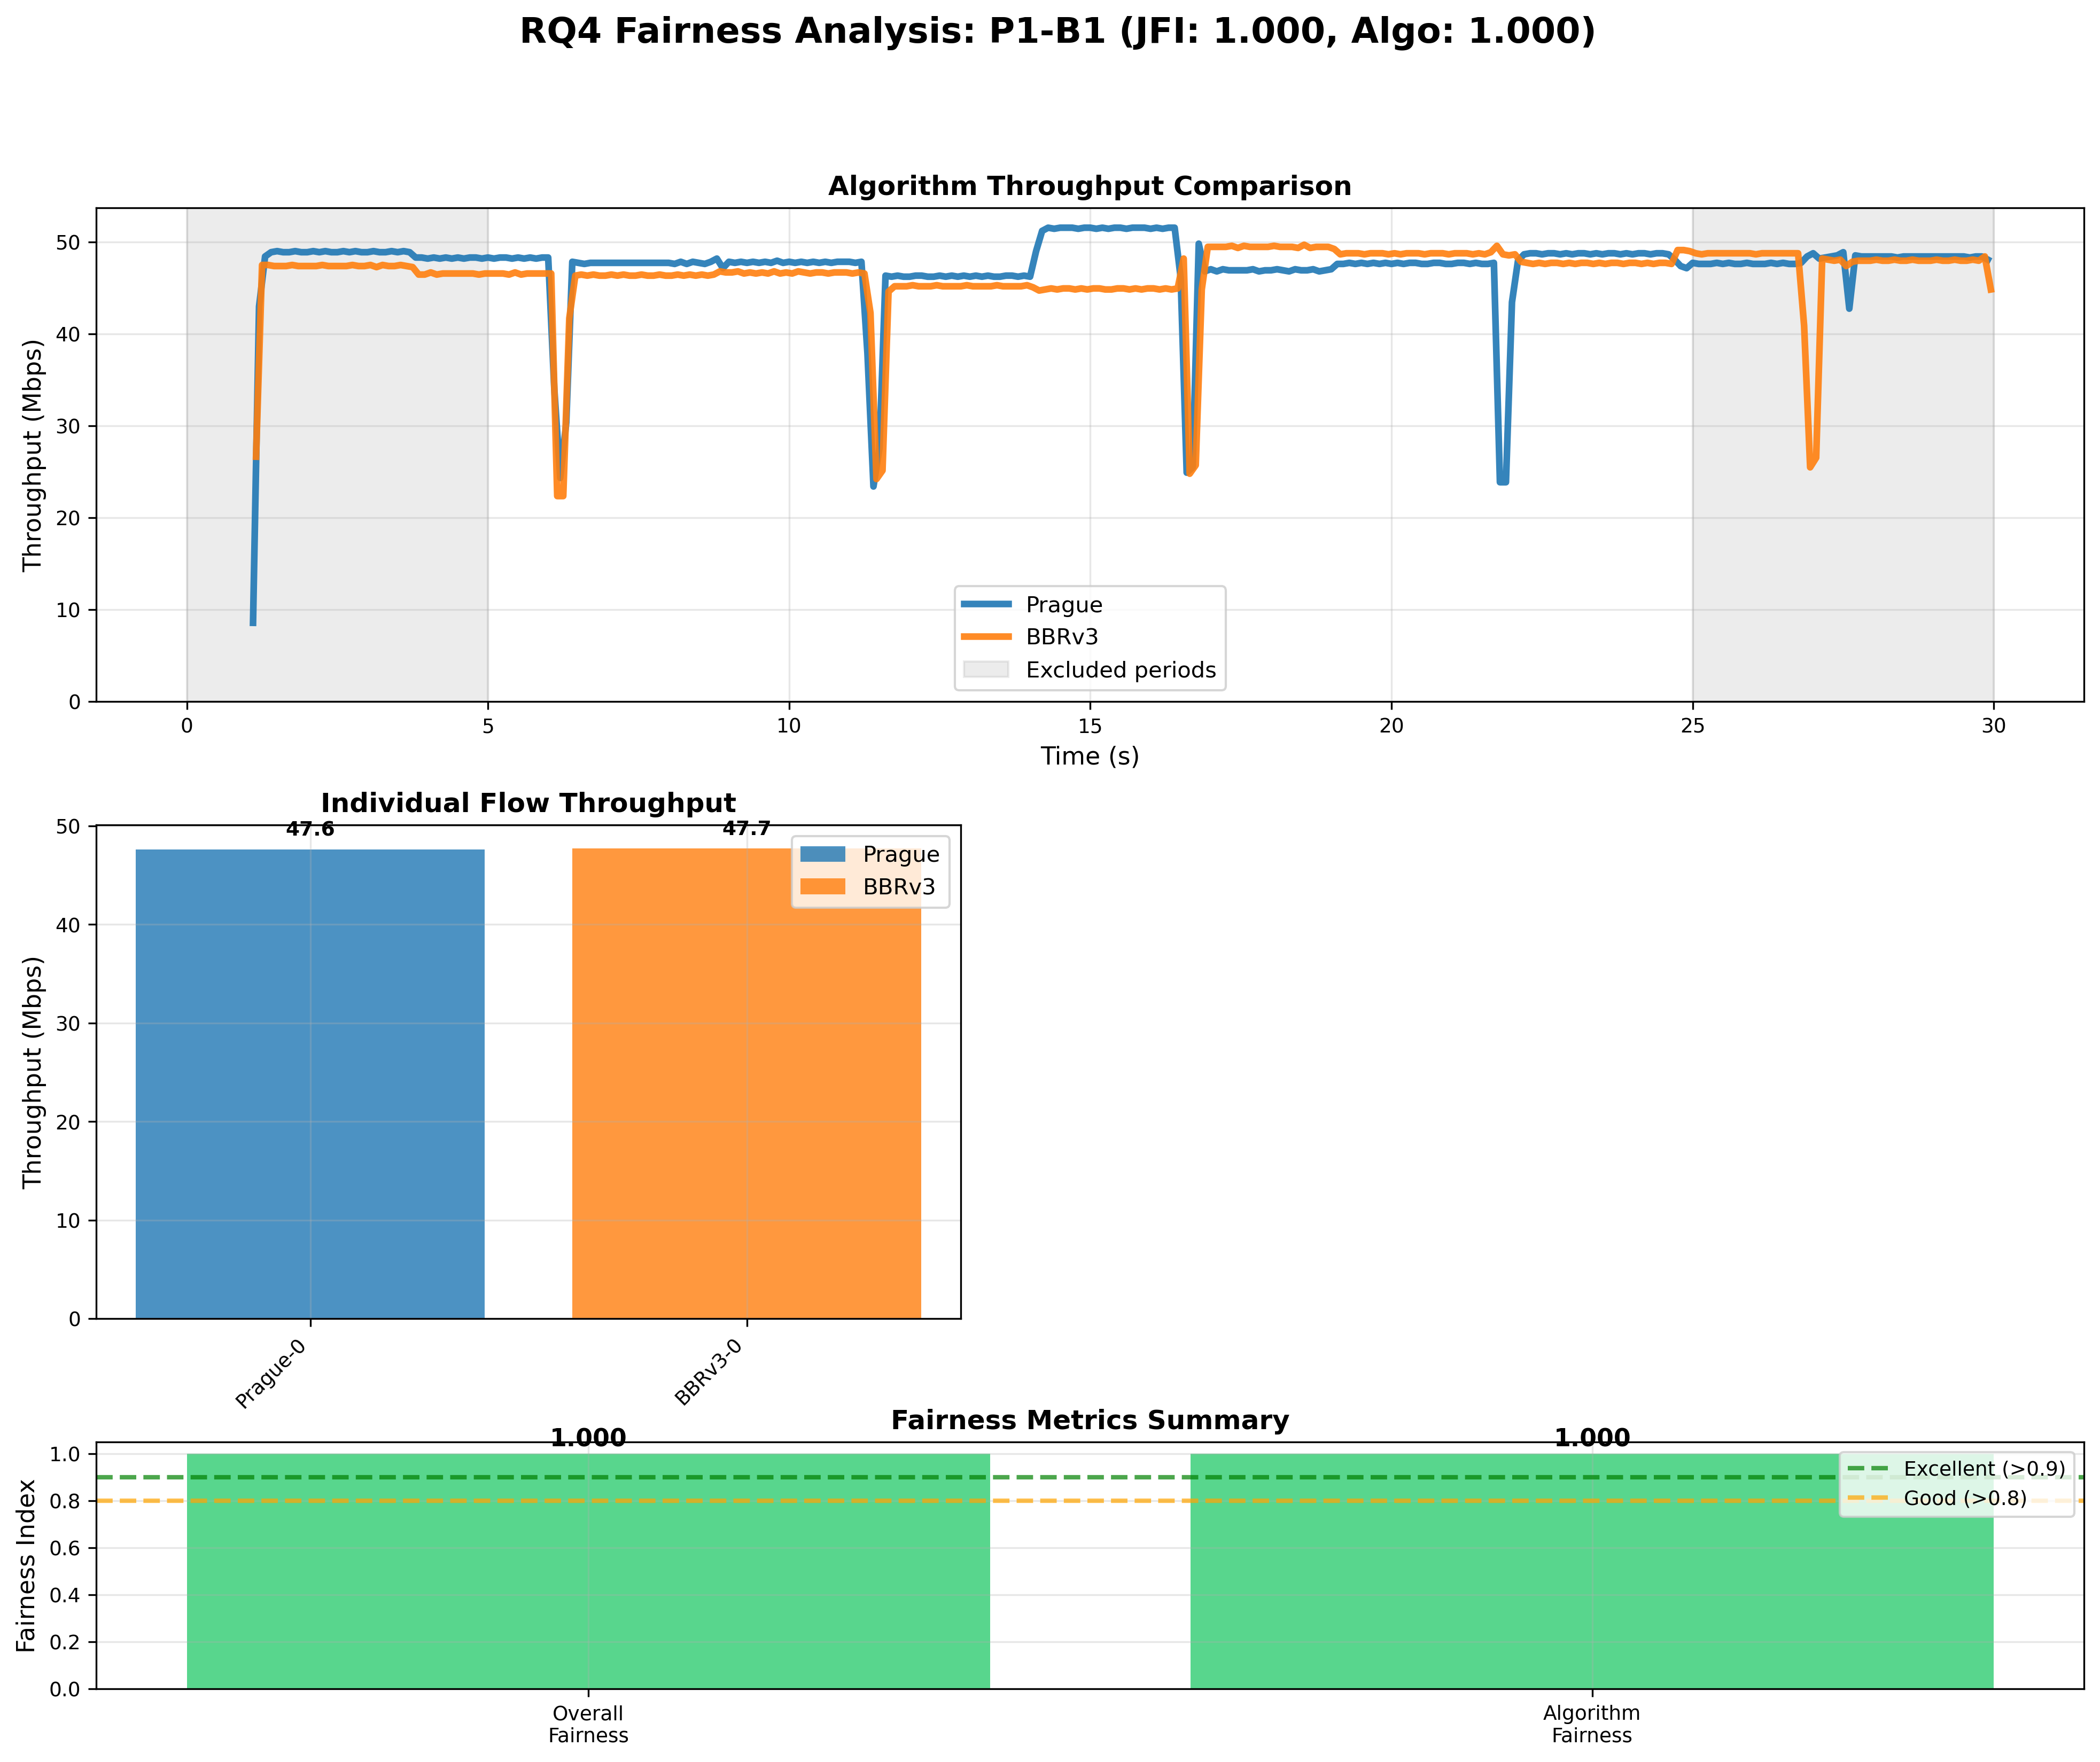 RQ4 Fairness Analysis: P1-B1 (JFI: 1.000, Algo: 1.000)
Algorithm Throughput Comparison
Throughput (Mbps)
50
40
30
20
10
0
Prague
BBRv3
Excluded periods
0 5 10 15 20 25 30
Time (s)
Individual Flow Throughput
Throughput (Mbps)
50
40
30
20
10
0
47.6 47.7
Prague
BBRv3
Prague-0 BBRv3-0
Fairness Metrics Summary
Fairness Index
1.0
0.8
0.6
0.4
0.2
0.0
1.000 1.000
Excellent (>0.9)
Good (>0.8)
Overall
Fairness
Algorithm
Fairness